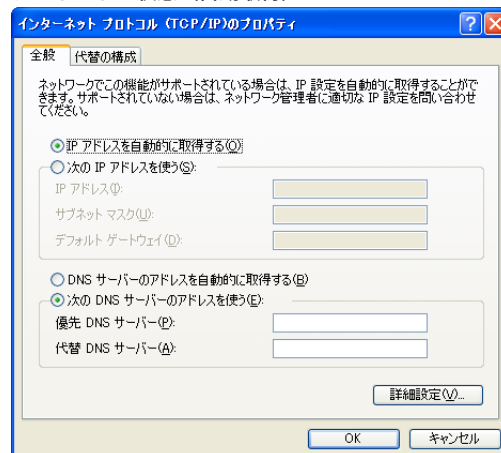 インターネット プロトコル (TCP/IP)のプロパティ
全般 代替の構成
ネットワークでこの機能がサポートされている場合は、IP 設定を自動的に取得することがで
きます。サポートされていない場合は、ネットワーク管理者に適切な IP 設定を問い合わせ
てください。
IP アドレスを自動的に取得する(O)
次の IP アドレスを使う(S):
IP アドレス(I):
サブネット マスク(U):
デフォルト ゲートウェイ(D):
DNS サーバーのアドレスを自動的に取得する(B)
次の DNS サーバーのアドレスを使う(E):
優先 DNS サーバー(P):
代替 DNS サーバー(A):
詳細設定(V)...
OK キャンセル